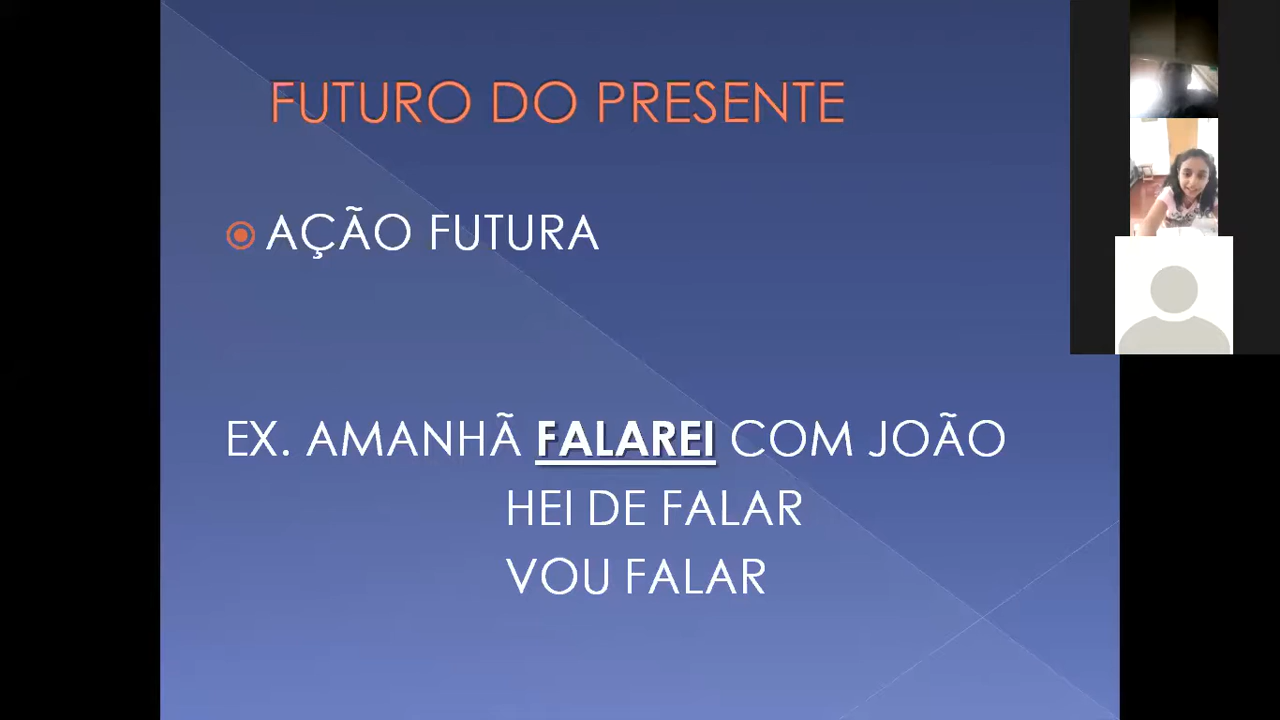 FUTURO DO PRESENTE
AÇÃO FUTURA
EX. AMANHÃ FALAREI COM JOÃO
HEI DE FALAR
VOU FALAR